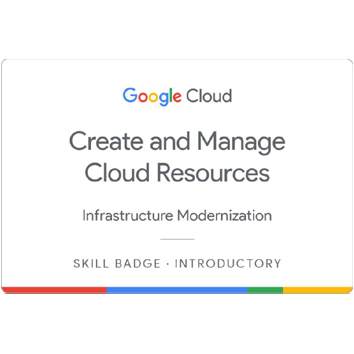 Google Cloud
Create and Manage
Cloud Resources
Infrastructure Modernization
SKILL BADGE · INTRODUCTORY